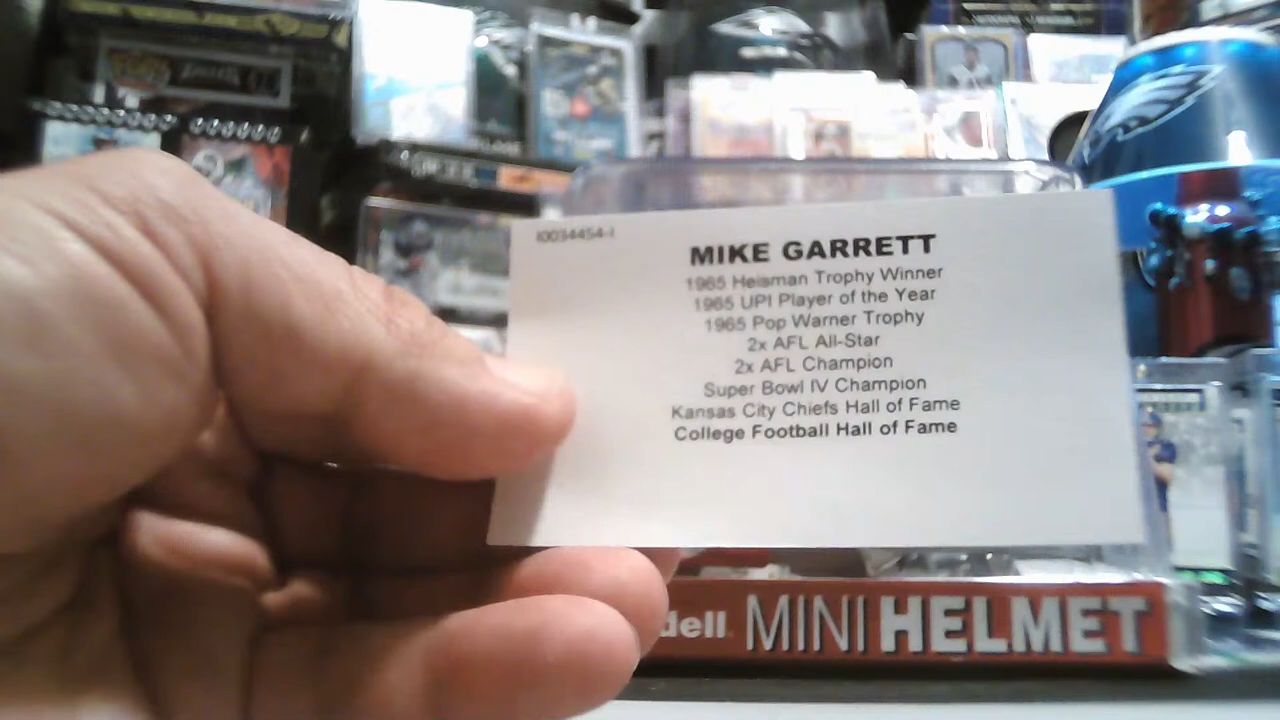 I0034454-I
MIKE GARRETT
1965 Heisman Trophy Winner
1965 UPI Player of the Year
1965 Pop Warner Trophy
2x AFL All-Star
2x AFL Champion
Super Bowl IV Champion
Kansas City Chiefs Hall of Fame
College Football Hall of Fame
dell MINI HELMET